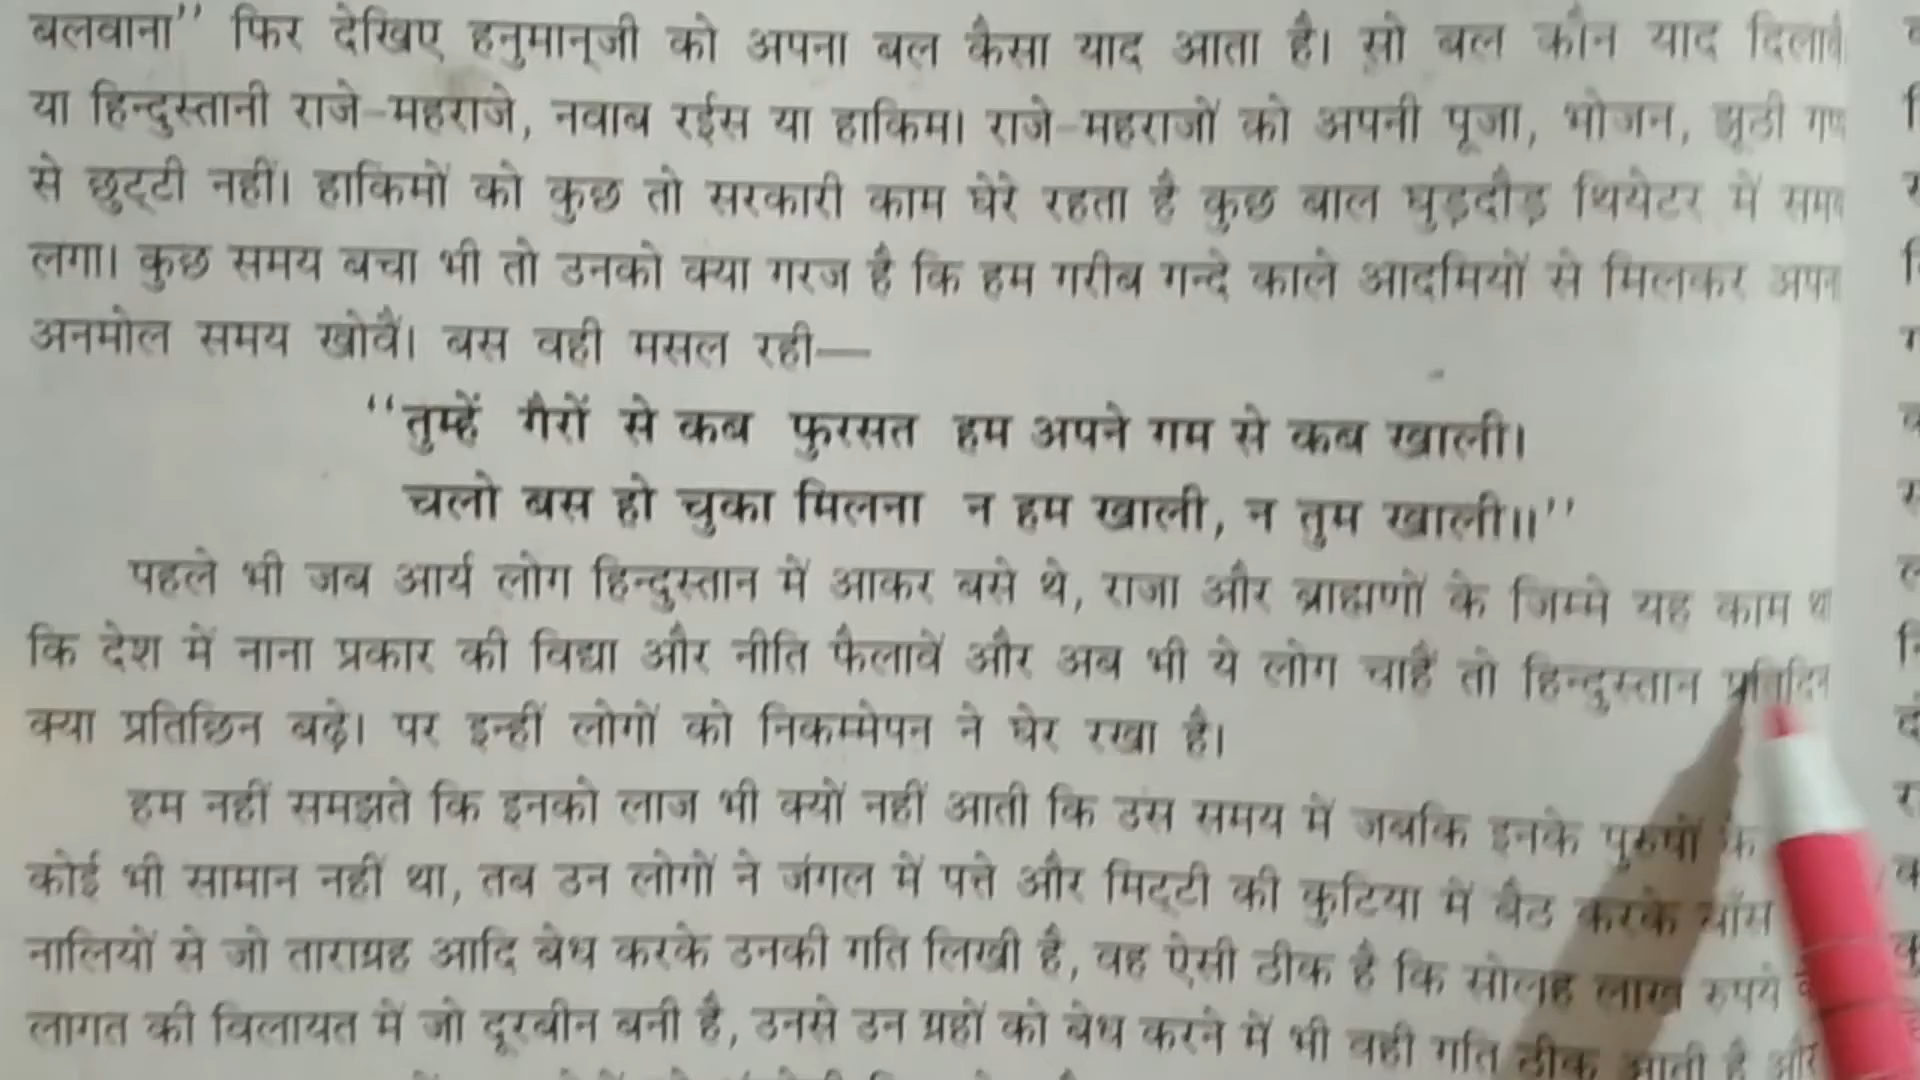 बलवाना” फिर देखिए हनुमान्‌जी को अपना बल कैसा याद आता है। सो बल कौन याद
या हिन्दुस्तानी राजे-महराजे, नवाब रईस या हाकिम। राजे-महराजों को अपनी पूजा, भोजन, झूठी
से छुट्टी नहीं। हाकिमों को कुछ तो सरकारी काम घेरे रहता है कुछ बाल घुड़दौड़ थियेटर में
लगा। कुछ समय बचा भी तो उनको क्या गरज है कि हम गरीब गन्दे काले आदमियों से मिलकर
अनमोल समय खोवैं। बस वही मसल रही—
“तुम्हें गैरों से कब फुरसत हम अपने गम से कब खाली।
चलो बस हो चुका मिलना न हम खाली, न तुम खाली।।”
पहले भी जब आर्य लोग हिन्दुस्तान में आकर बसे थे, राजा और ब्राह्मणों के जिम्मे यह काम
कि देश में नाना प्रकार की विद्या और नीति फैलावें और अब भी ये लोग चाहैं तो हिन्दुस्तान
क्या प्रतिछिन बढ़े। पर इन्हीं लोगों को निकम्मेपन ने घेर रखा है।
हम नहीं समझते कि इनको लाज भी क्यों नहीं आती कि उस समय में जबकि इनके पुरुषों के
कोई भी सामान नहीं था, तब उन लोगों ने जंगल में पत्ते और मिट्टी की कुटिया में बैठ करके बाँस
नालियों से जो ताराग्रह आदि बेध करके उनकी गति लिखी है, वह ऐसी ठीक है कि सोलह लाख रुपये
लागत की विलायत में जो दूरबीन बनी है, उनसे उन ग्रहों को बेध करने में भी वही गति ठीक आती है और